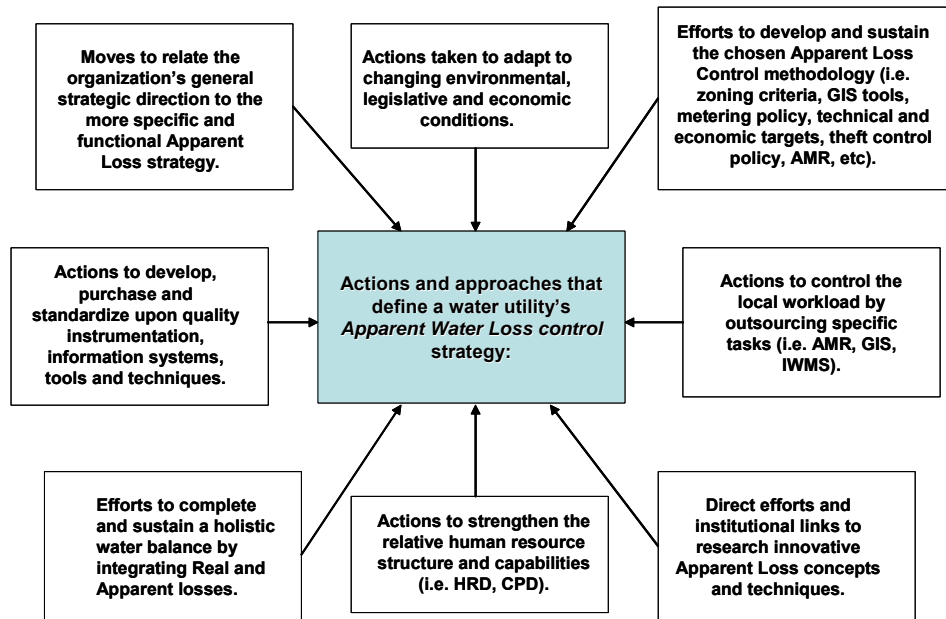 Moves to relate the
organization's general
strategic direction to the
more specific and
functional Apparent
Loss strategy.
Actions taken to adapt to
changing environmental,
legislative and economic
conditions.
Efforts to develop and sustain
the chosen Apparent Loss
Control methodology (i.e.
zoning criteria, GIS tools,
metering policy, technical and
economic targets, theft control
policy, AMR, etc).
Actions to develop,
purchase and
standardize upon quality
instrumentation,
information systems,
tools and techniques.
Actions and approaches that
define a water utility's
Apparent Water Loss control
strategy:
Actions to control the
local workload by
outsourcing specific
tasks (i.e. AMR, GIS,
IWMS).
Efforts to complete
and sustain a holistic
water balance by
integrating Real and
Apparent losses.
Actions to strengthen the
relative human resource
structure and capabilities
(i.e. HRD, CPD).
Direct efforts and
institutional links to
research innovative
Apparent Loss concepts
and techniques.